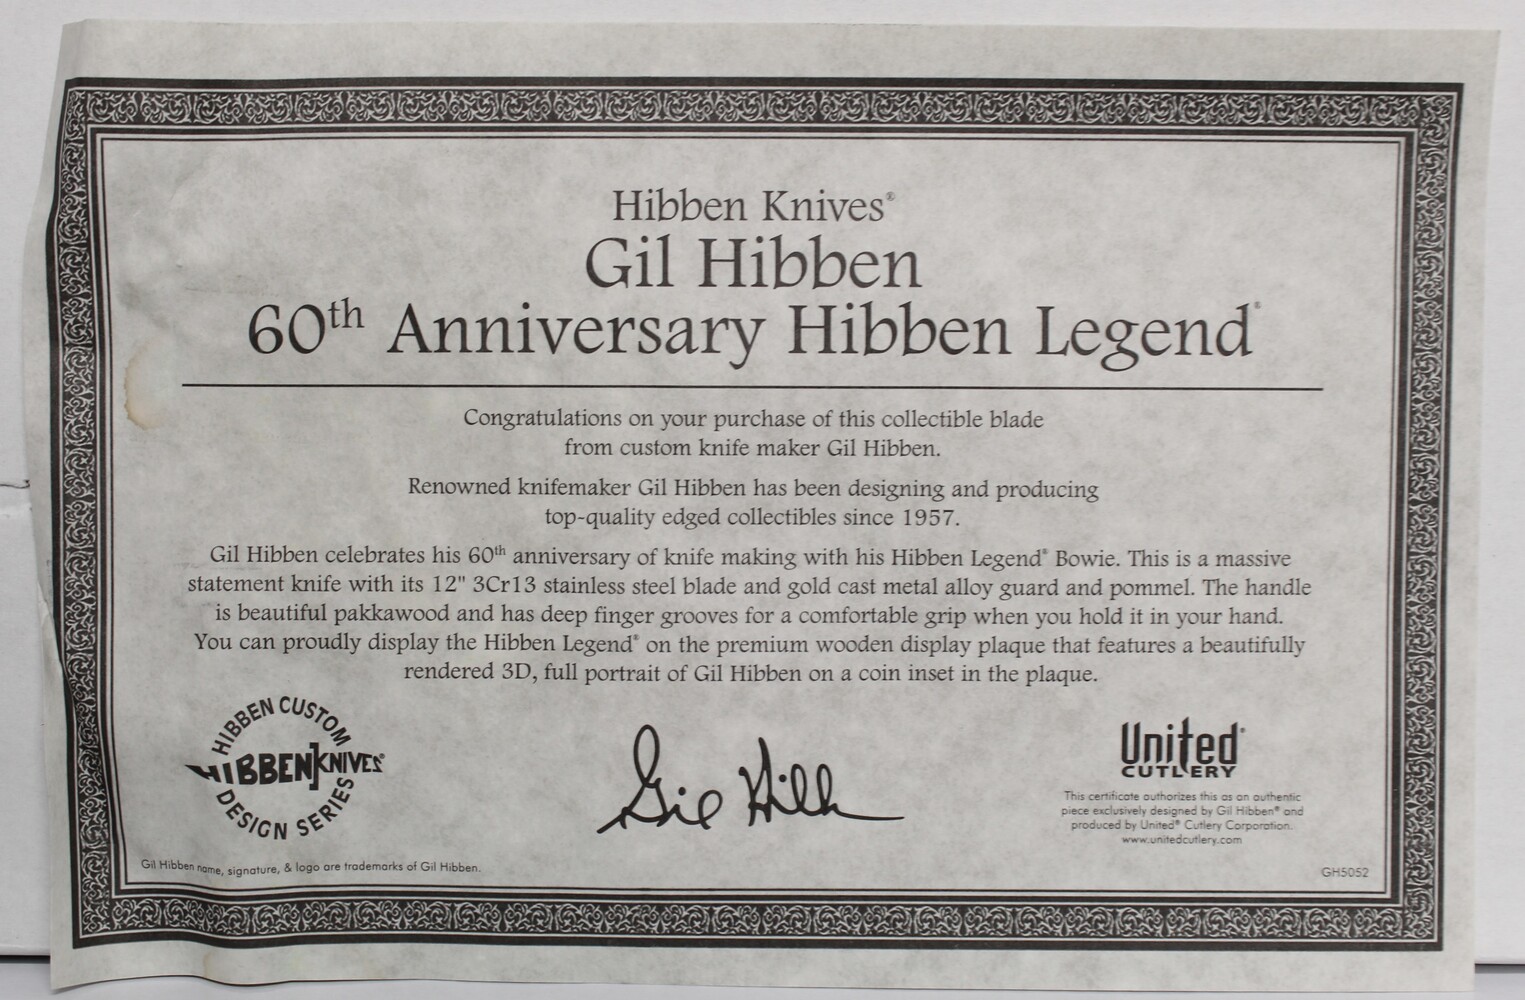 Hibben Knives®
Gil Hibben
60th Anniversary Hibben Legend®
Congratulations on your purchase of this collectible blade
from custom knife maker Gil Hibben.
Renowned knifemaker Gil Hibben has been designing and producing
top-quality edged collectibles since 1957.
Gil Hibben celebrates his 60th anniversary of knife making with his Hibben Legend® Bowie. This is a massive
statement knife with its 12" 3Cr13 stainless steel blade and gold cast metal alloy guard and pommel. The handle
is beautiful pakkawood and has deep finger grooves for a comfortable grip when you hold it in your hand.
You can proudly display the Hibben Legend® on the premium wooden display plaque that features a beautifully
rendered 3D, full portrait of Gil Hibben on a coin inset in the plaque.
HIBBEN CUSTOM
HIBBEN KNIVES®
DESIGN SERIES
Gil Hibben name, signature, & logo are trademarks of Gil Hibben.
Gil Hibben
United®
CUTLERY
This certificate authorizes this as an authentic
piece exclusively designed by Gil Hibben® and
produced by United® Cutlery Corporation.
www.unitedcutlery.com
GH5052